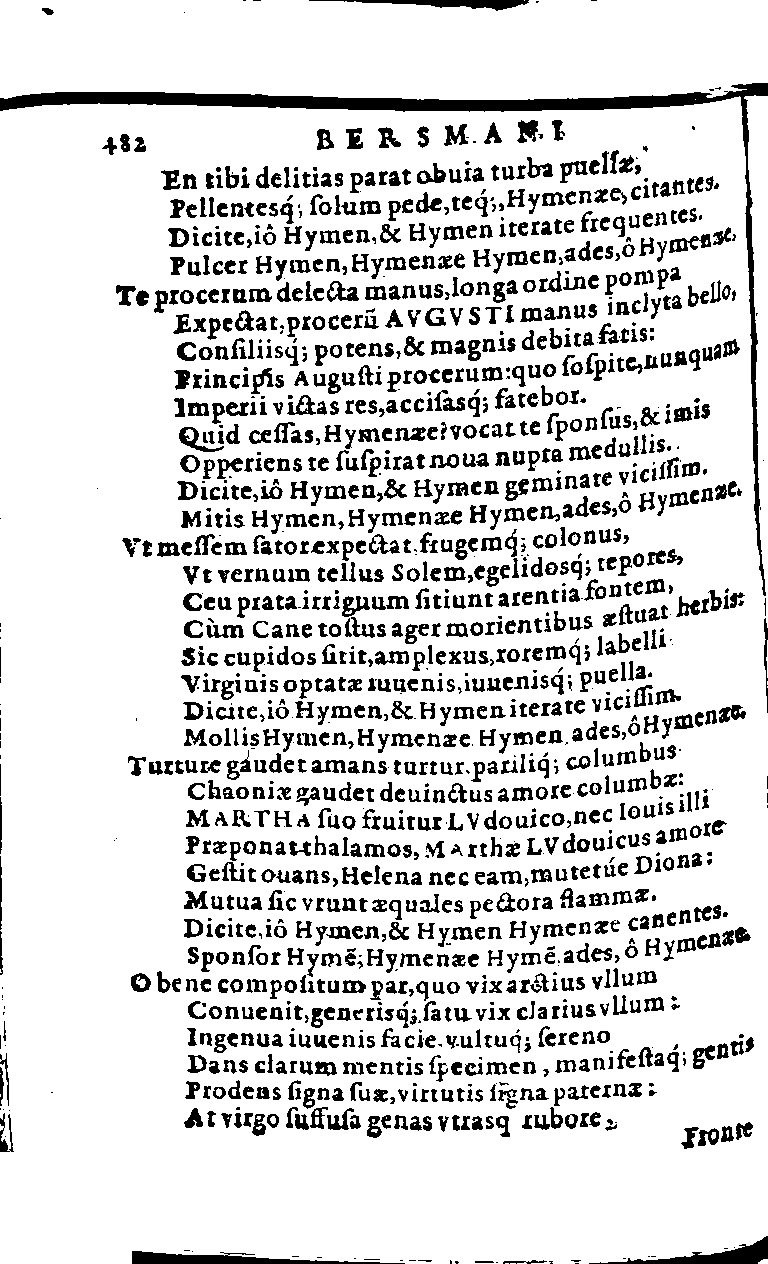 482 BERSMANI
En tibi delitias parat obuia turba puellæ,
Pellentesq́; ſolum pede,teq́;,Hymenæe,citantes.
Dicite,iô Hymen,& Hymen iterate frequentes.
Pulcer Hymen,Hymenæe Hymen,ades,ô Hymenæe.
Te procerum delecta manus,longa ordine pompa
Expectat,procerũ AVGVSTI manus inclyta bello,
Conſiliisq́; potens,& magnis debita fatis:
Principis Auguſti procerum:quo ſoſpite,nunquam
Imperii victas res,acciſasq́; fatebor.
Quid ceſſas,Hymenæe?vocat te ſponſus,& imis
Opperiens te ſuſpirat noua nupta medullis.
Dicite,iô Hymen,& Hymen geminate viciſſim.
Mitis Hymen,Hymenæe Hymen,ades,ô Hymenæe.
Vt meſſem ſator expectat,frugemq́; colonus,
Vt vernum tellus Solem,egelidosq́; tepores,
Ceu prata irriguum ſitiunt arentia fontem,
Cùm Cane toſtus ager morientibus æſtuat herbis:
Sic cupidos ſitit,amplexus,roremq́; labelli
Virginis optatæ iuuenis,iuuenisq́; puella.
Dicite,iô Hymen,& Hymen iterate viciſſim.
Mollis Hymen,Hymenæe Hymen,ades,ô Hymenæe.
Turture gaudet amans turtur,pariliq́; columbus
Chaoniæ gaudet deuinctus amore columbæ:
MARTHA ſuo fruitur LVdouico,nec Iouis illi
Præponat thalamos, MArthæ LVdouicus amore
Geſtit ouans,Helena nec eam,mutetúe Diona:
Mutua ſic vrunt æquales pectora flammæ.
Dicite,iô Hymen,& Hymen Hymenæe canentes.
Sponſor Hymẽ,Hymenæe Hymẽ,ades, ô Hymenæe.
O bene compoſitum par,quo vix arctius vllum
Conuenit,generisq́; ſatu vix clarius vllum:
Ingenua iuuenis facie,vultuq́; ſereno
Dans clarum mentis ſpecimen, manifeſtaq́; gentis
Prodens ſigna ſuæ,virtutis ſigna paternæ:
At virgo ſuffuſa genas vtrasq rubore,
Fronte